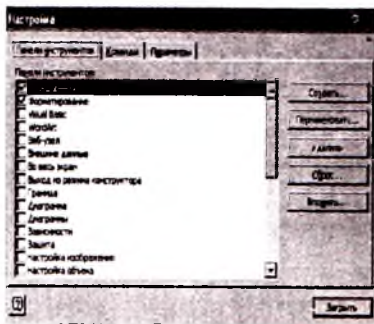 Настройка
Панели инструментов Команды Параметры
Панели инструментов:
Форматирование
Visual Basic
WordArt
Веб-узел
Внешние данные
Во весь экран
Выход из режима конструктора
Граница
Диаграмма
Диаграммы
Зависимости
Защита
Настройка изображения
Настройка объема
Создать...
Переименовать...
Удалить
Сброс...
Вложить...
Закрыть